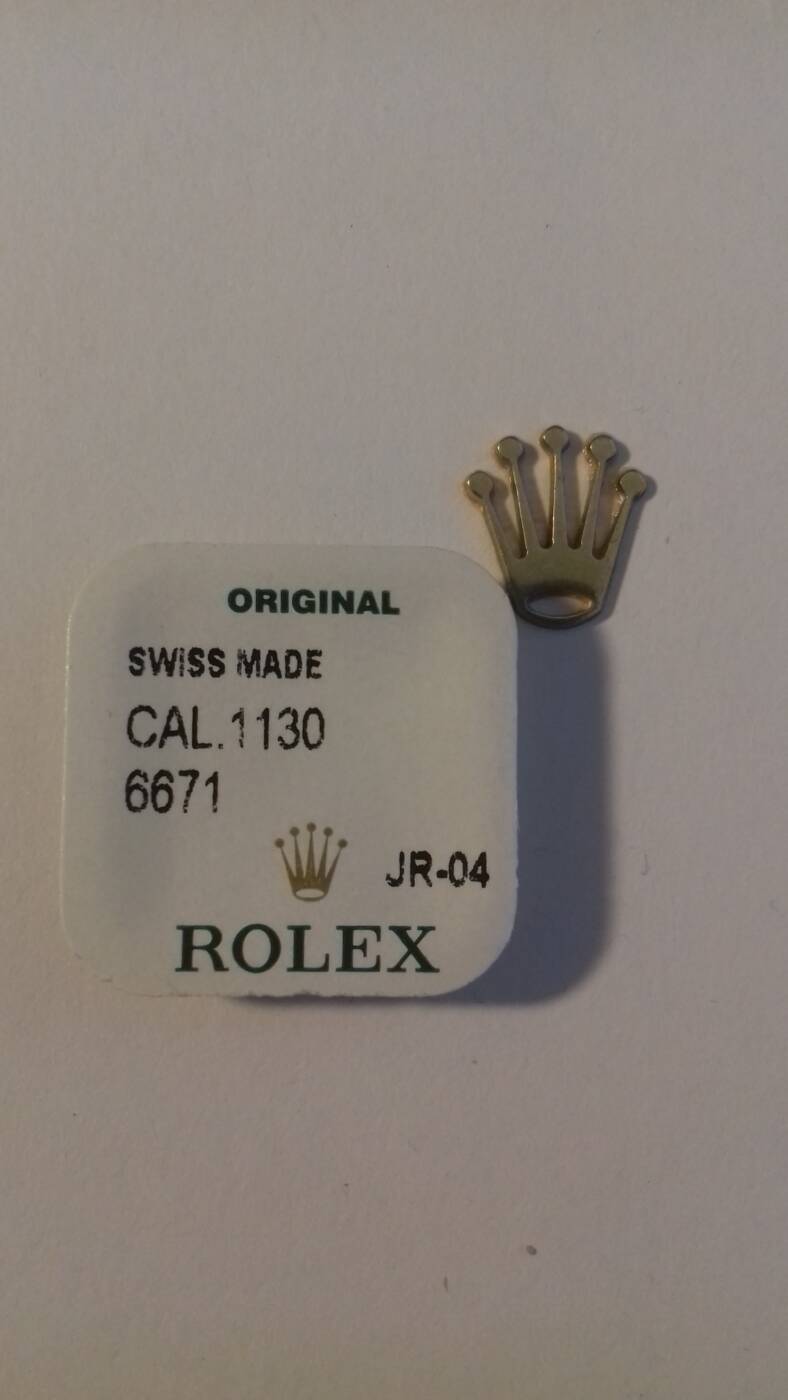 ORIGINAL
SWISS MADE
CAL.1130
6671
JR-04
ROLEX